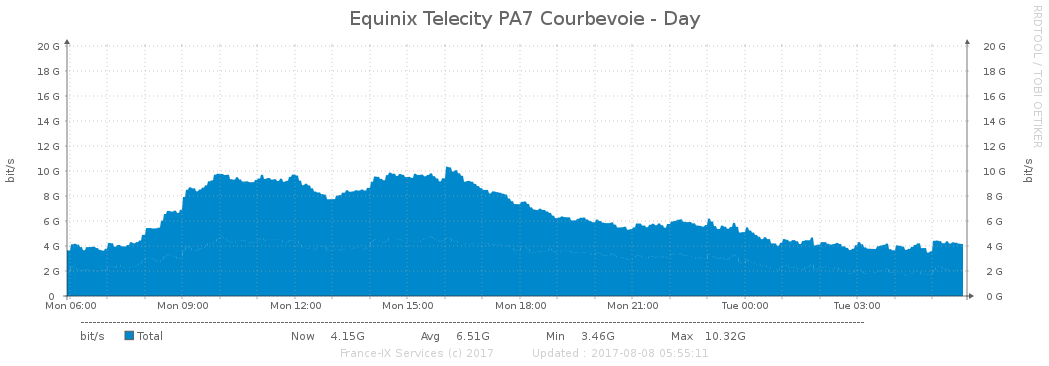 Equinix Telecity PA7 Courbevoie - Day
RRDTOOL / TOBI OETIKER
20 G 20 G
18 G 18 G
16 G 16 G
14 G 14 G
12 G 12 G
10 G 10 G
8 G 8 G
6 G 6 G
4 G 4 G
2 G 2 G
0 0 G
bit/s bit/s
Mon 06:00 Mon 09:00 Mon 12:00 Mon 15:00 Mon 18:00 Mon 21:00 Tue 00:00 Tue 03:00
bit/s Total Now 4.15G Avg 6.51G Min 3.46G Max 10.32G
France-IX Services (c) 2017 Updated : 2017-08-08 05:55:11